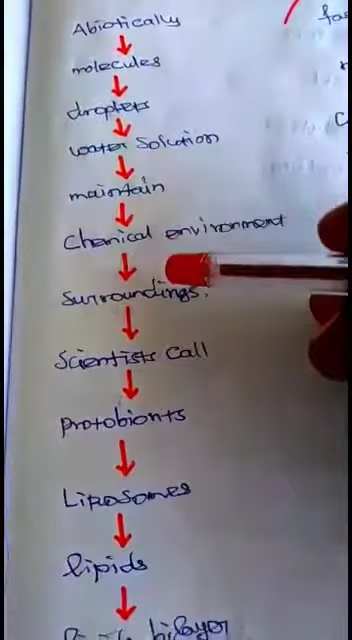 Abiotically
molecules
droplets
water Solution
maintain
Chemical environment
Surroundings.
Scientists Call
Protobionts
Liposomes
lipids
bilayer